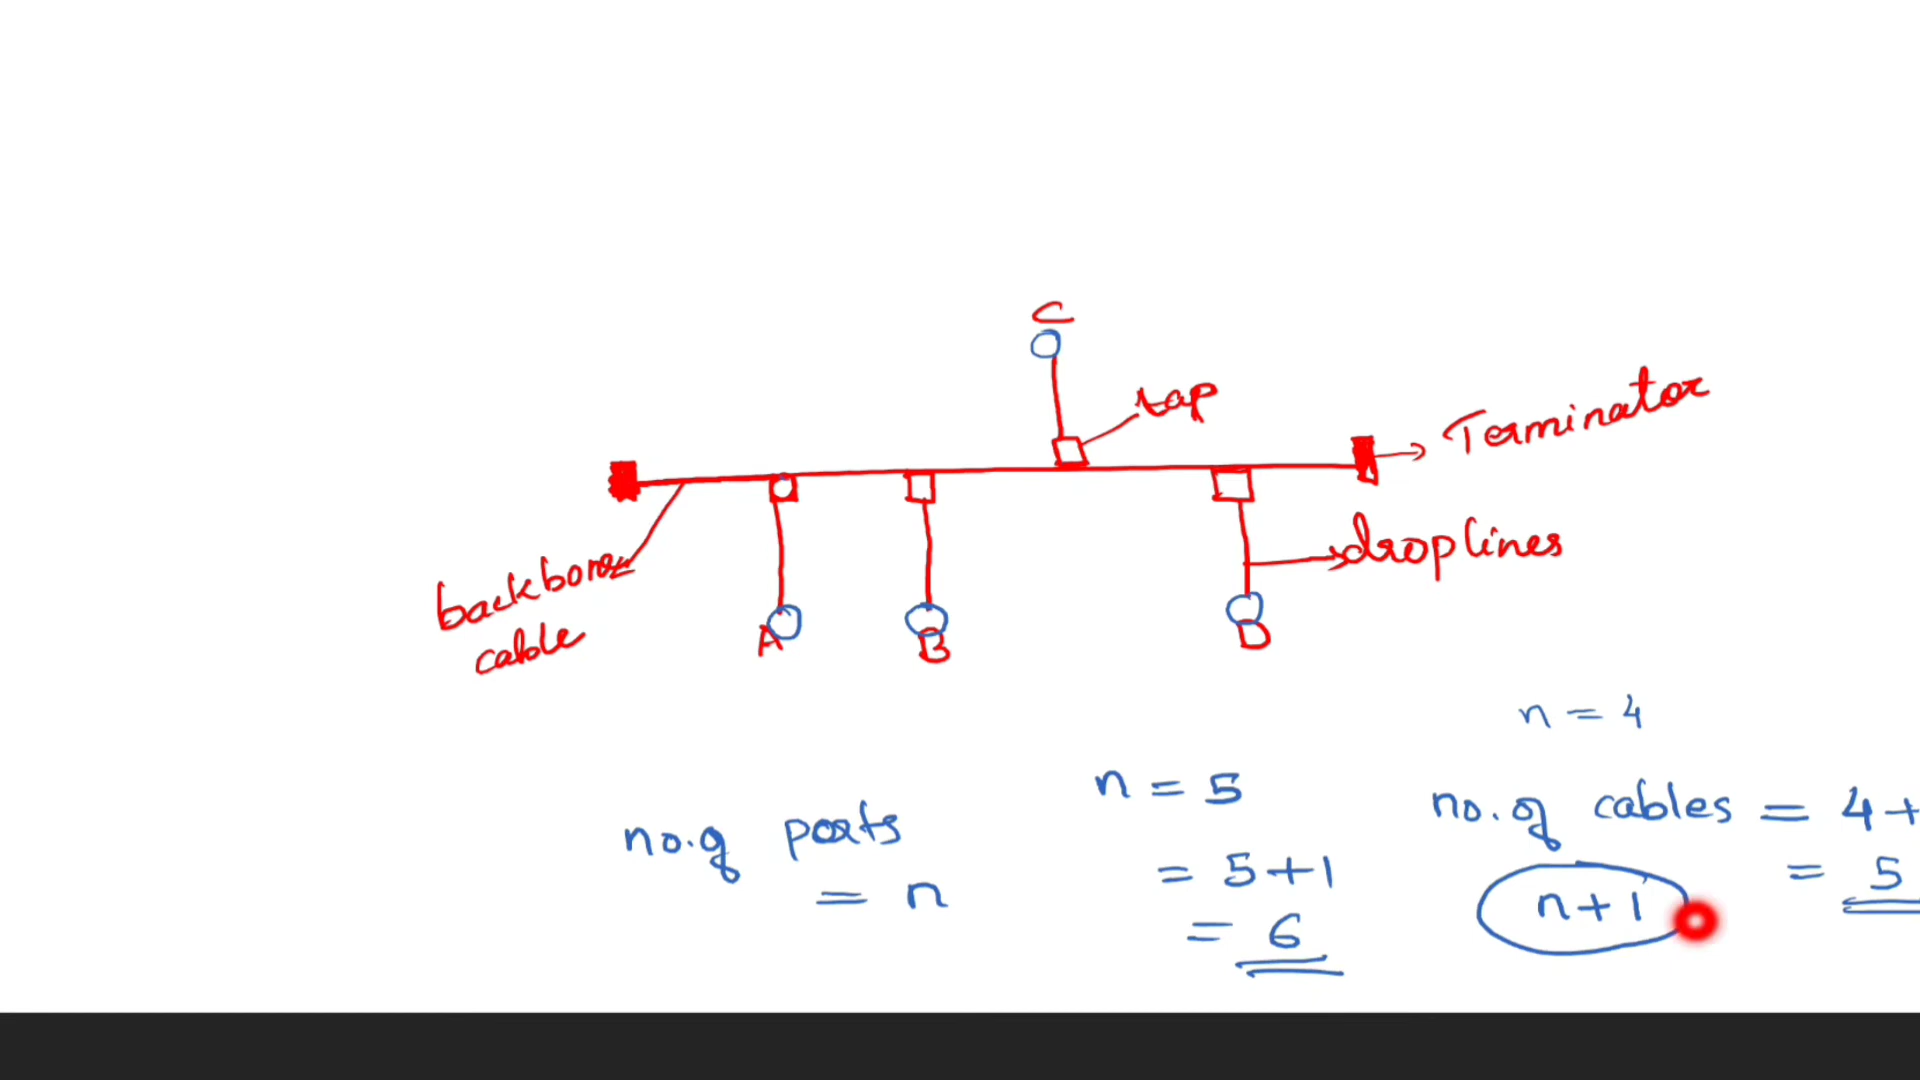 C
tap
Terminator
backbone
cable
droplines
A
B
D
n = 4
n = 5
no. of cables = 4+
no. of ports
= 5+1
= 5
= n
= 6
n+1